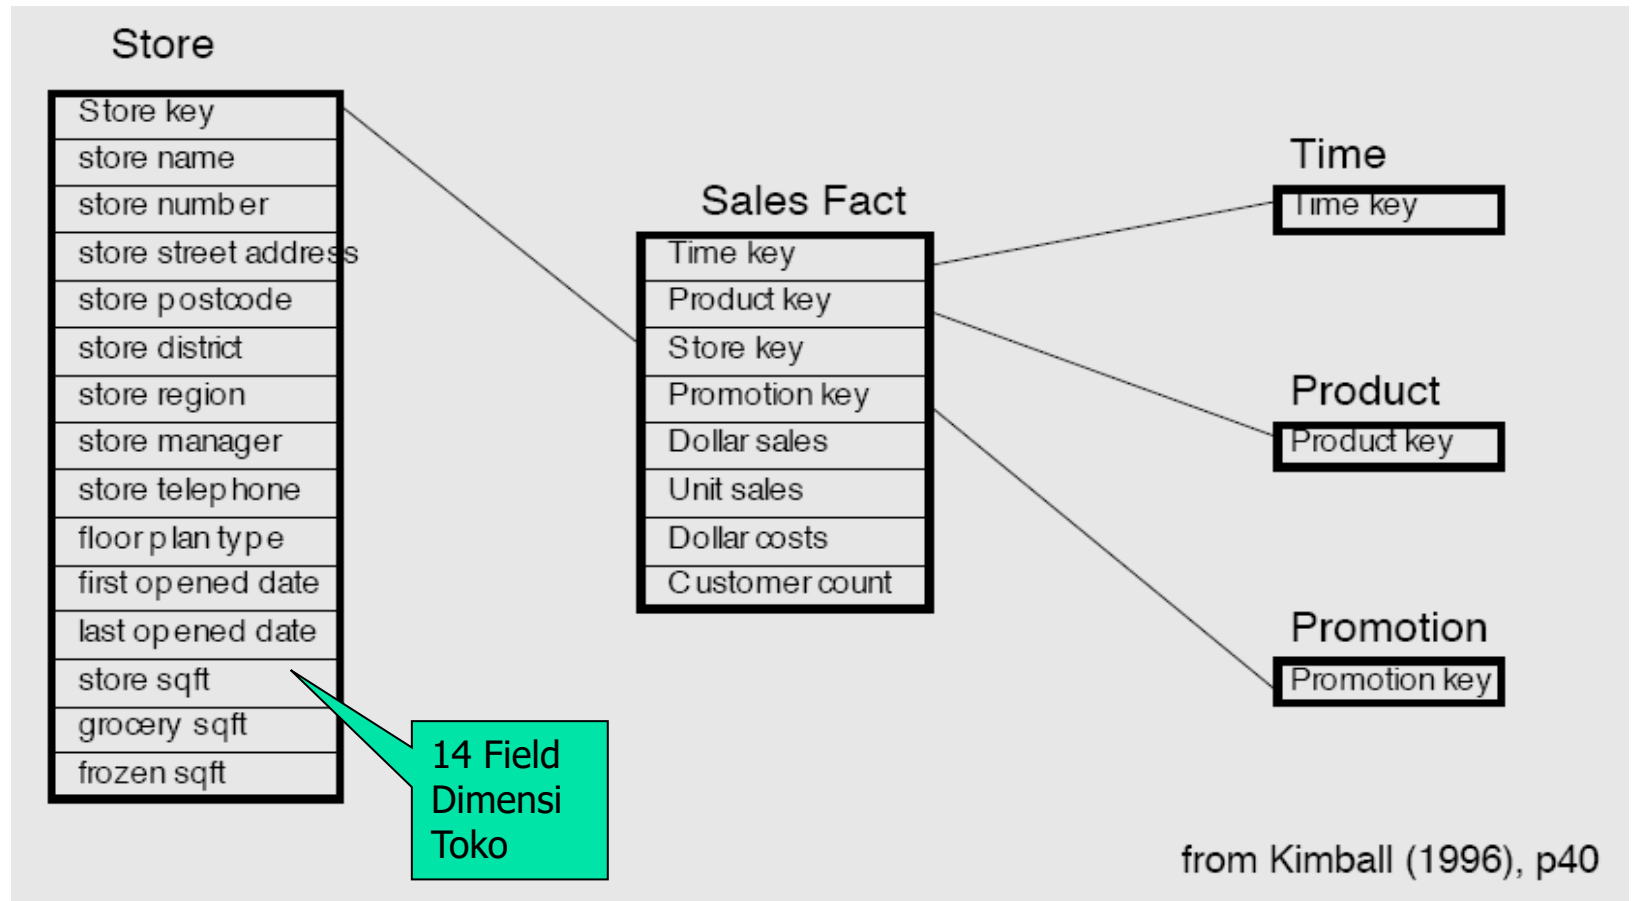 Store
Store key
store name
store number
store street address
store postcode
store district
store region
store manager
store telephone
floor plan type
first opened date
last opened date
store sqft
grocery sqft
frozen sqft
14 Field
Dimensi
Toko
Sales Fact
Time key
Product key
Store key
Promotion key
Dollar sales
Unit sales
Dollar costs
Customer count
Time
Time key
Product
Product key
Promotion
Promotion key
from Kimball (1996), p40